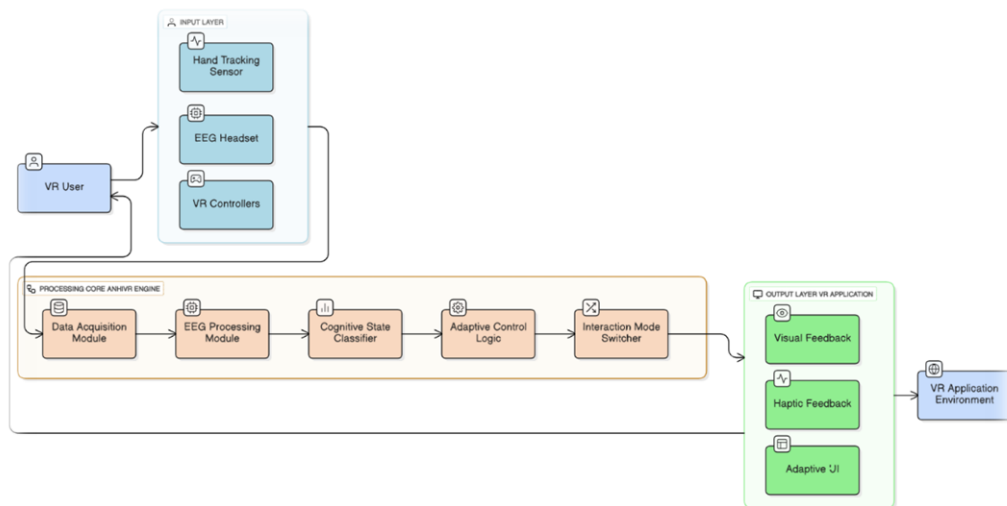 INPUT LAYER
Hand Tracking
Sensor
EEG Headset
VR Controllers
VR User
PROCESSING CORE ANHIVR ENGINE
Data Acquisition
Module
EEG Processing
Module
Cognitive State
Classifier
Adaptive Control
Logic
Interaction Mode
Switcher
OUTPUT LAYER VR APPLICATION
Visual Feedback
Haptic Feedback
Adaptive UI
VR Application
Environment